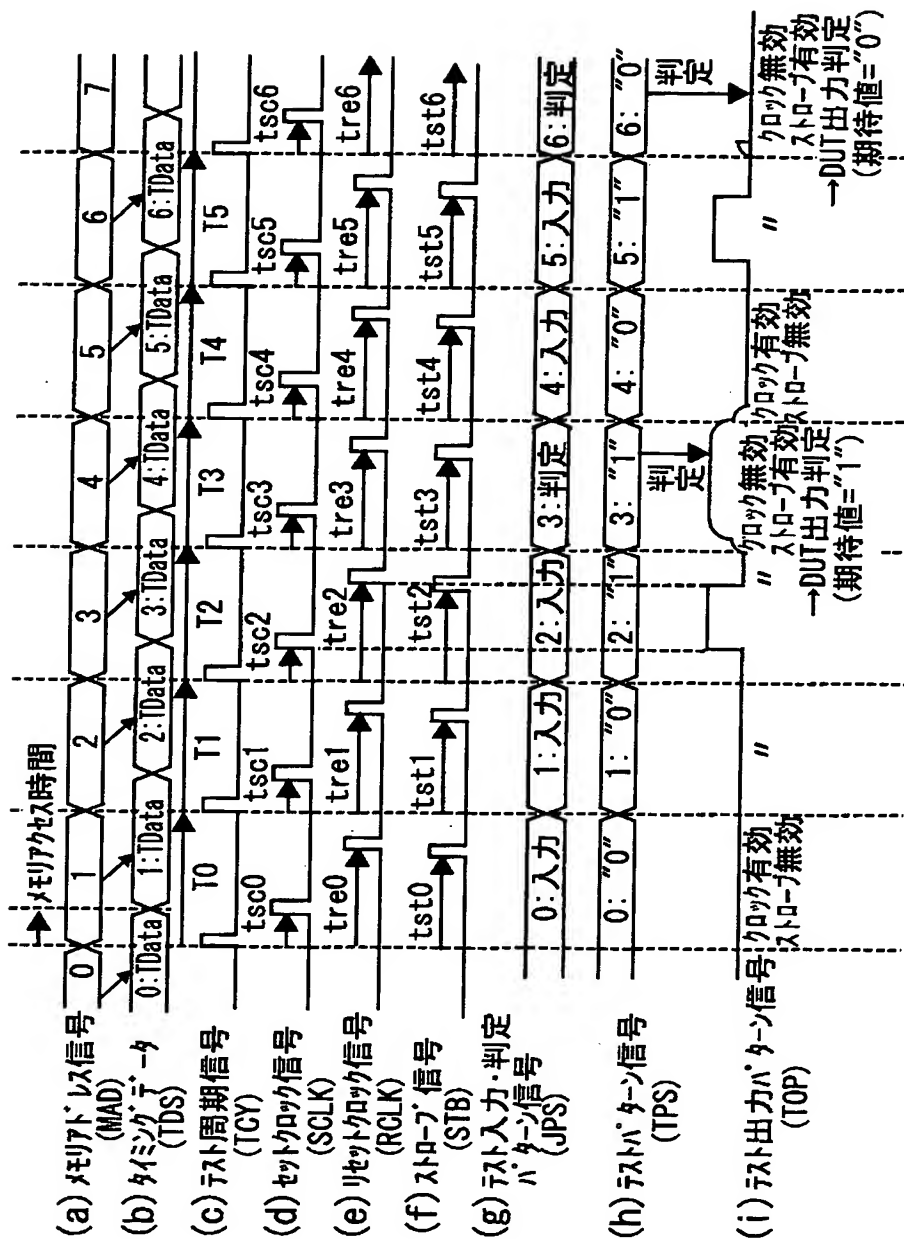 メモリアクセス時間
(a) メモリアドレス信号
(MAD)
0 1 2 3 4 5 6 7
(b) タイミングデータ
(TDS)
0:TData 1:TData 2:TData 3:TData 4:TData 5:TData 6:TData
(c) テスト周期信号
(TCY)
T0 T1 T2 T3 T4 T5
(d) セットクロック信号
(SCLK)
tsc0 tsc1 tsc2 tsc3 tsc4 tsc5 tsc6
(e) リセットクロック信号
(RCLK)
tre0 tre1 tre2 tre3 tre4 tre5 tre6
(f) ストローブ信号
(STB)
tst0 tst1 tst2 tst3 tst4 tst5 tst6
(g) テスト入力・判定
パターン信号
(JPS)
0:入力 1:入力 2:入力 3:判定 4:入力 5:入力 6:判定
(h) テストパターン信号
(TPS)
0: "0" 1: "0" 2: "1" 3: "1" 4: "0" 5: "1" 6: "0"
判定 判定
(i) テスト出力パターン信号
(TOP)
クロック有効
ストローブ無効
〃
〃
クロック無効
ストローブ有効
→DUT出力判定
(期待値="1")
クロック有効
ストローブ無効
〃
クロック無効
ストローブ有効
→DUT出力判定
(期待値="0")